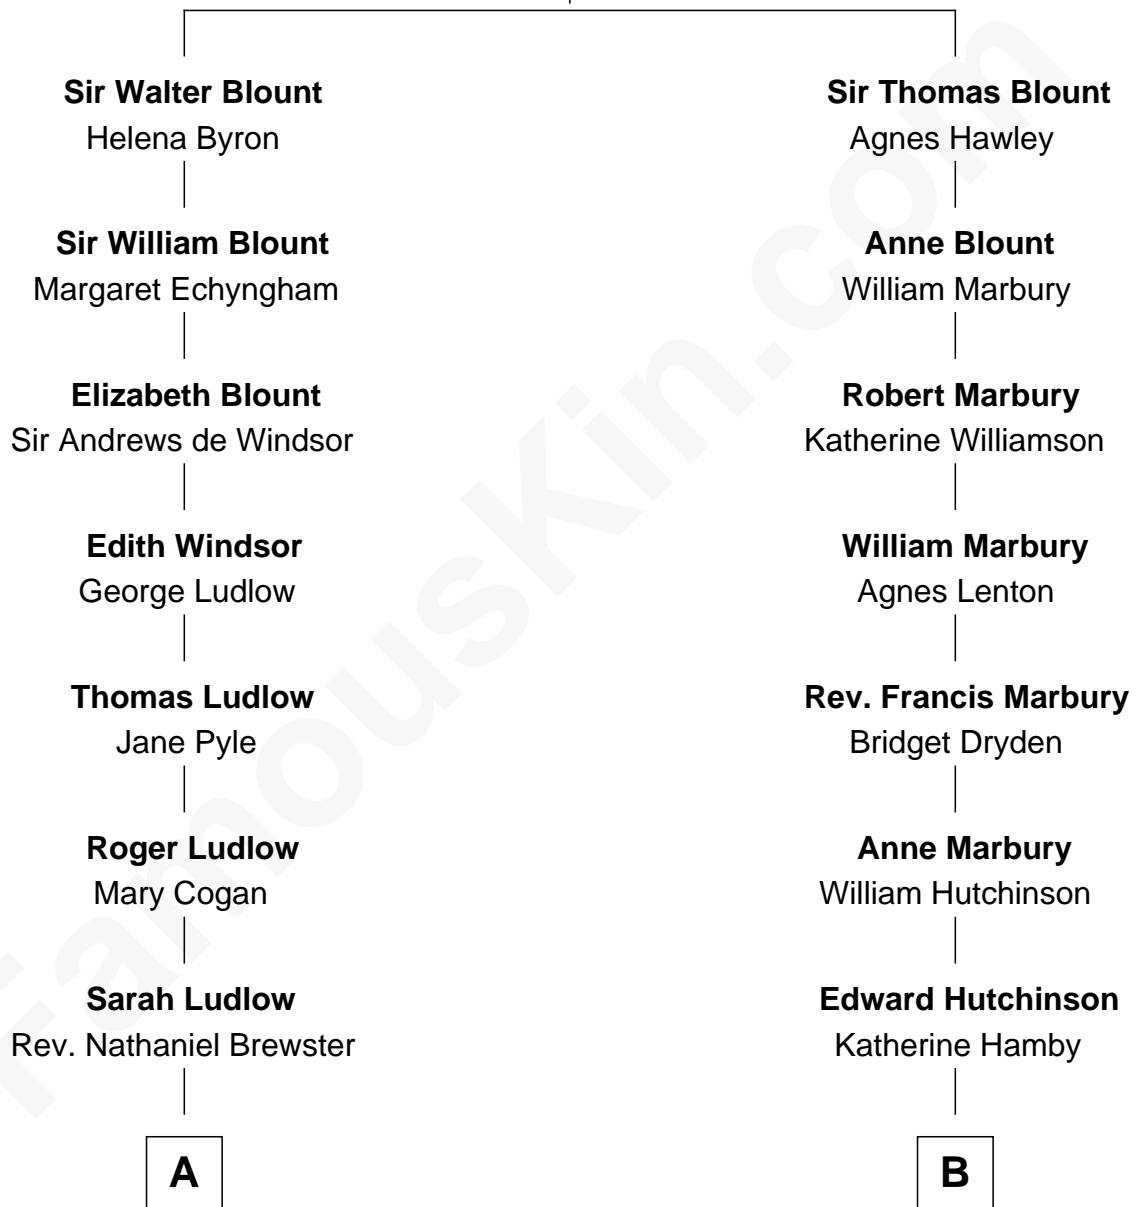 Sir Walter Blount
Helena Byron
Sir William Blount
Margaret Echyngham
Elizabeth Blount
Sir Andrews de Windsor
Edith Windsor
George Ludlow
Thomas Ludlow
Jane Pyle
Roger Ludlow
Mary Cogan
Sarah Ludlow
Rev. Nathaniel Brewster
A
Sir Thomas Blount
Agnes Hawley
Anne Blount
William Marbury
Robert Marbury
Katherine Williamson
William Marbury
Agnes Lenton
Rev. Francis Marbury
Bridget Dryden
Anne Marbury
William Hutchinson
Edward Hutchinson
Katherine Hamby
B
FamousKin.com